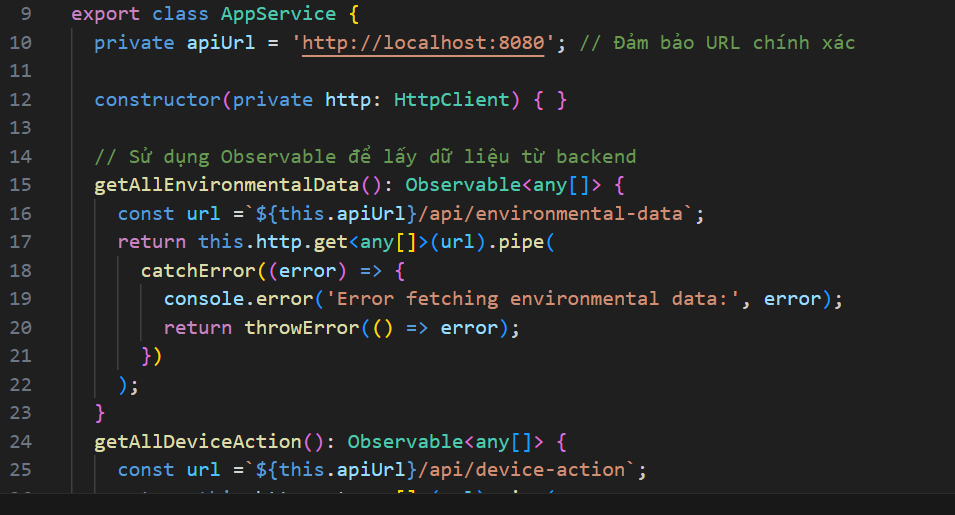 9 export class AppService {
10 private apiUrl = 'http://localhost:8080'; // Đảm bảo URL chính xác
11
12 constructor(private http: HttpClient) { }
13
14 // Sử dụng Observable để lấy dữ liệu từ backend
15 getAllEnvironmentalData(): Observable<any[]> {
16 const url =`${this.apiUrl}/api/environmental-data`;
17 return this.http.get<any[]>(url).pipe(
18 catchError((error) => {
19 console.error('Error fetching environmental data:', error);
20 return throwError(() => error);
21 })
22 );
23 }
24 getAllDeviceAction(): Observable<any[]> {
25 const url =`${this.apiUrl}/api/device-action`;